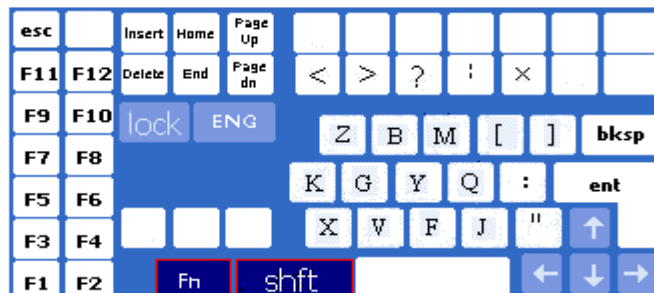 esc Insert Home Page Up
F11 F12 Delete End Page dn < > ? ¦ ×
F9 F10 lock ENG Z B M [ ] bksp
F7 F8
F5 F6 K G Y Q : ent
F3 F4 X V F J " ↑
F1 F2 Fn shft ← ↓ →